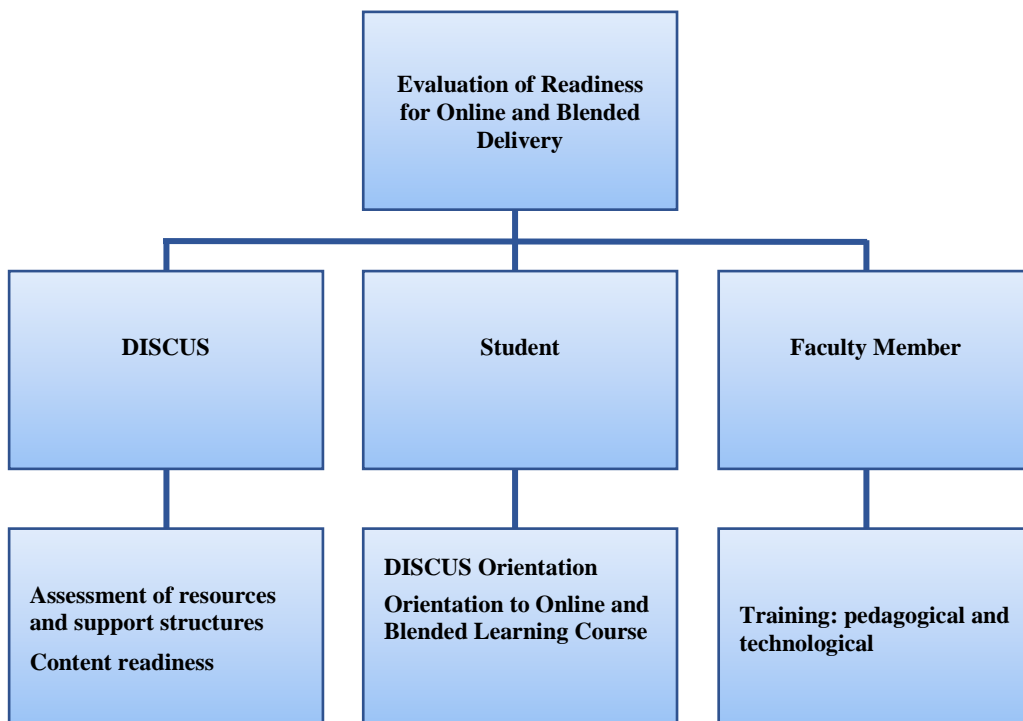 Evaluation of Readiness
for Online and Blended
Delivery
DISCUS
Student
Faculty Member
Assessment of resources
and support structures
Content readiness
DISCUS Orientation
Orientation to Online and
Blended Learning Course
Training: pedagogical and
technological